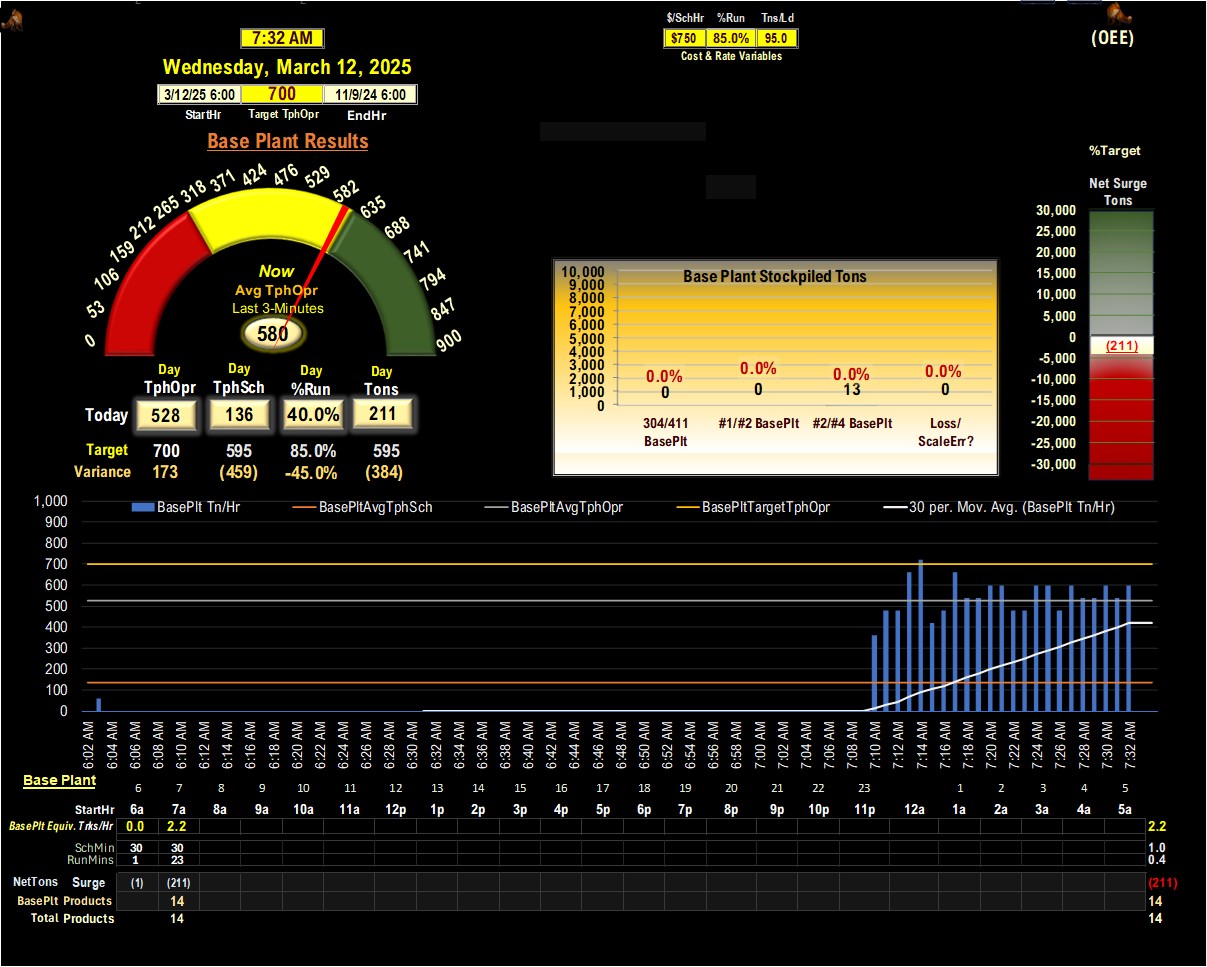 $/SchHr %Run Tns/Ld
7:32 AM
$750 85.0% 95.0
(OEE)
Cost & Rate Variables
Wednesday, March 12, 2025
3/12/25 6:00 700 11/9/24 6:00
StartHr Target TphOpr EndHr
Base Plant Results
%Target
Net Surge
Tons
0 53 106 159 212 265 318 371 424 476 529 582 635 688 741 794 847 900
Now
Avg TphOpr
Last 3-Minutes
580
Day Day Day Day
TphOpr TphSch %Run Tons
Today 528 136 40.0% 211
Target 700 595 85.0% 595
Variance 173 (459) -45.0% (384)
Base Plant Stockpiled Tons
10,000
9,000
8,000
7,000
6,000
5,000
4,000
3,000
2,000
1,000
0
0.0% 0.0% 0.0% 0.0%
0 0 13 0
304/411 BasePlt
#1/#2 BasePlt
#2/#4 BasePlt
Loss/ ScaleErr?
30,000
25,000
20,000
15,000
10,000
5,000
0
(211)
-5,000
-10,000
-15,000
-20,000
-25,000
-30,000
BasePlt Tn/Hr BasePltAvgTphSch BasePltAvgTphOpr BasePltTargetTphOpr 30 per. Mov. Avg. (BasePlt Tn/Hr)
1,000
900
800
700
600
500
400
300
200
100
0
6:02 AM 6:04 AM 6:06 AM 6:08 AM 6:10 AM 6:12 AM 6:14 AM 6:16 AM 6:18 AM 6:20 AM 6:22 AM 6:24 AM 6:26 AM 6:28 AM 6:30 AM 6:32 AM 6:34 AM 6:36 AM 6:38 AM 6:40 AM 6:42 AM 6:44 AM 6:46 AM 6:48 AM 6:50 AM 6:52 AM 6:54 AM 6:56 AM 6:58 AM 7:00 AM 7:02 AM 7:04 AM 7:06 AM 7:08 AM 7:10 AM 7:12 AM 7:14 AM 7:16 AM 7:18 AM 7:20 AM 7:22 AM 7:24 AM 7:26 AM 7:28 AM 7:30 AM 7:32 AM
Base Plant
6 7 8 9 10 11 12 13 14 15 16 17 18 19 20 21 22 23 1 2 3 4 5
StartHr 6a 7a 8a 9a 10a 11a 12p 1p 2p 3p 4p 5p 6p 7p 8p 9p 10p 11p 12a 1a 2a 3a 4a 5a
BasePlt Equiv. Trks/Hr 0.0 2.2 2.2
SchMin 30 30 1.0
RunMins 1 23 0.4
NetTons Surge (1) (211) (211)
BasePlt Products 14 14
Total Products 14 14